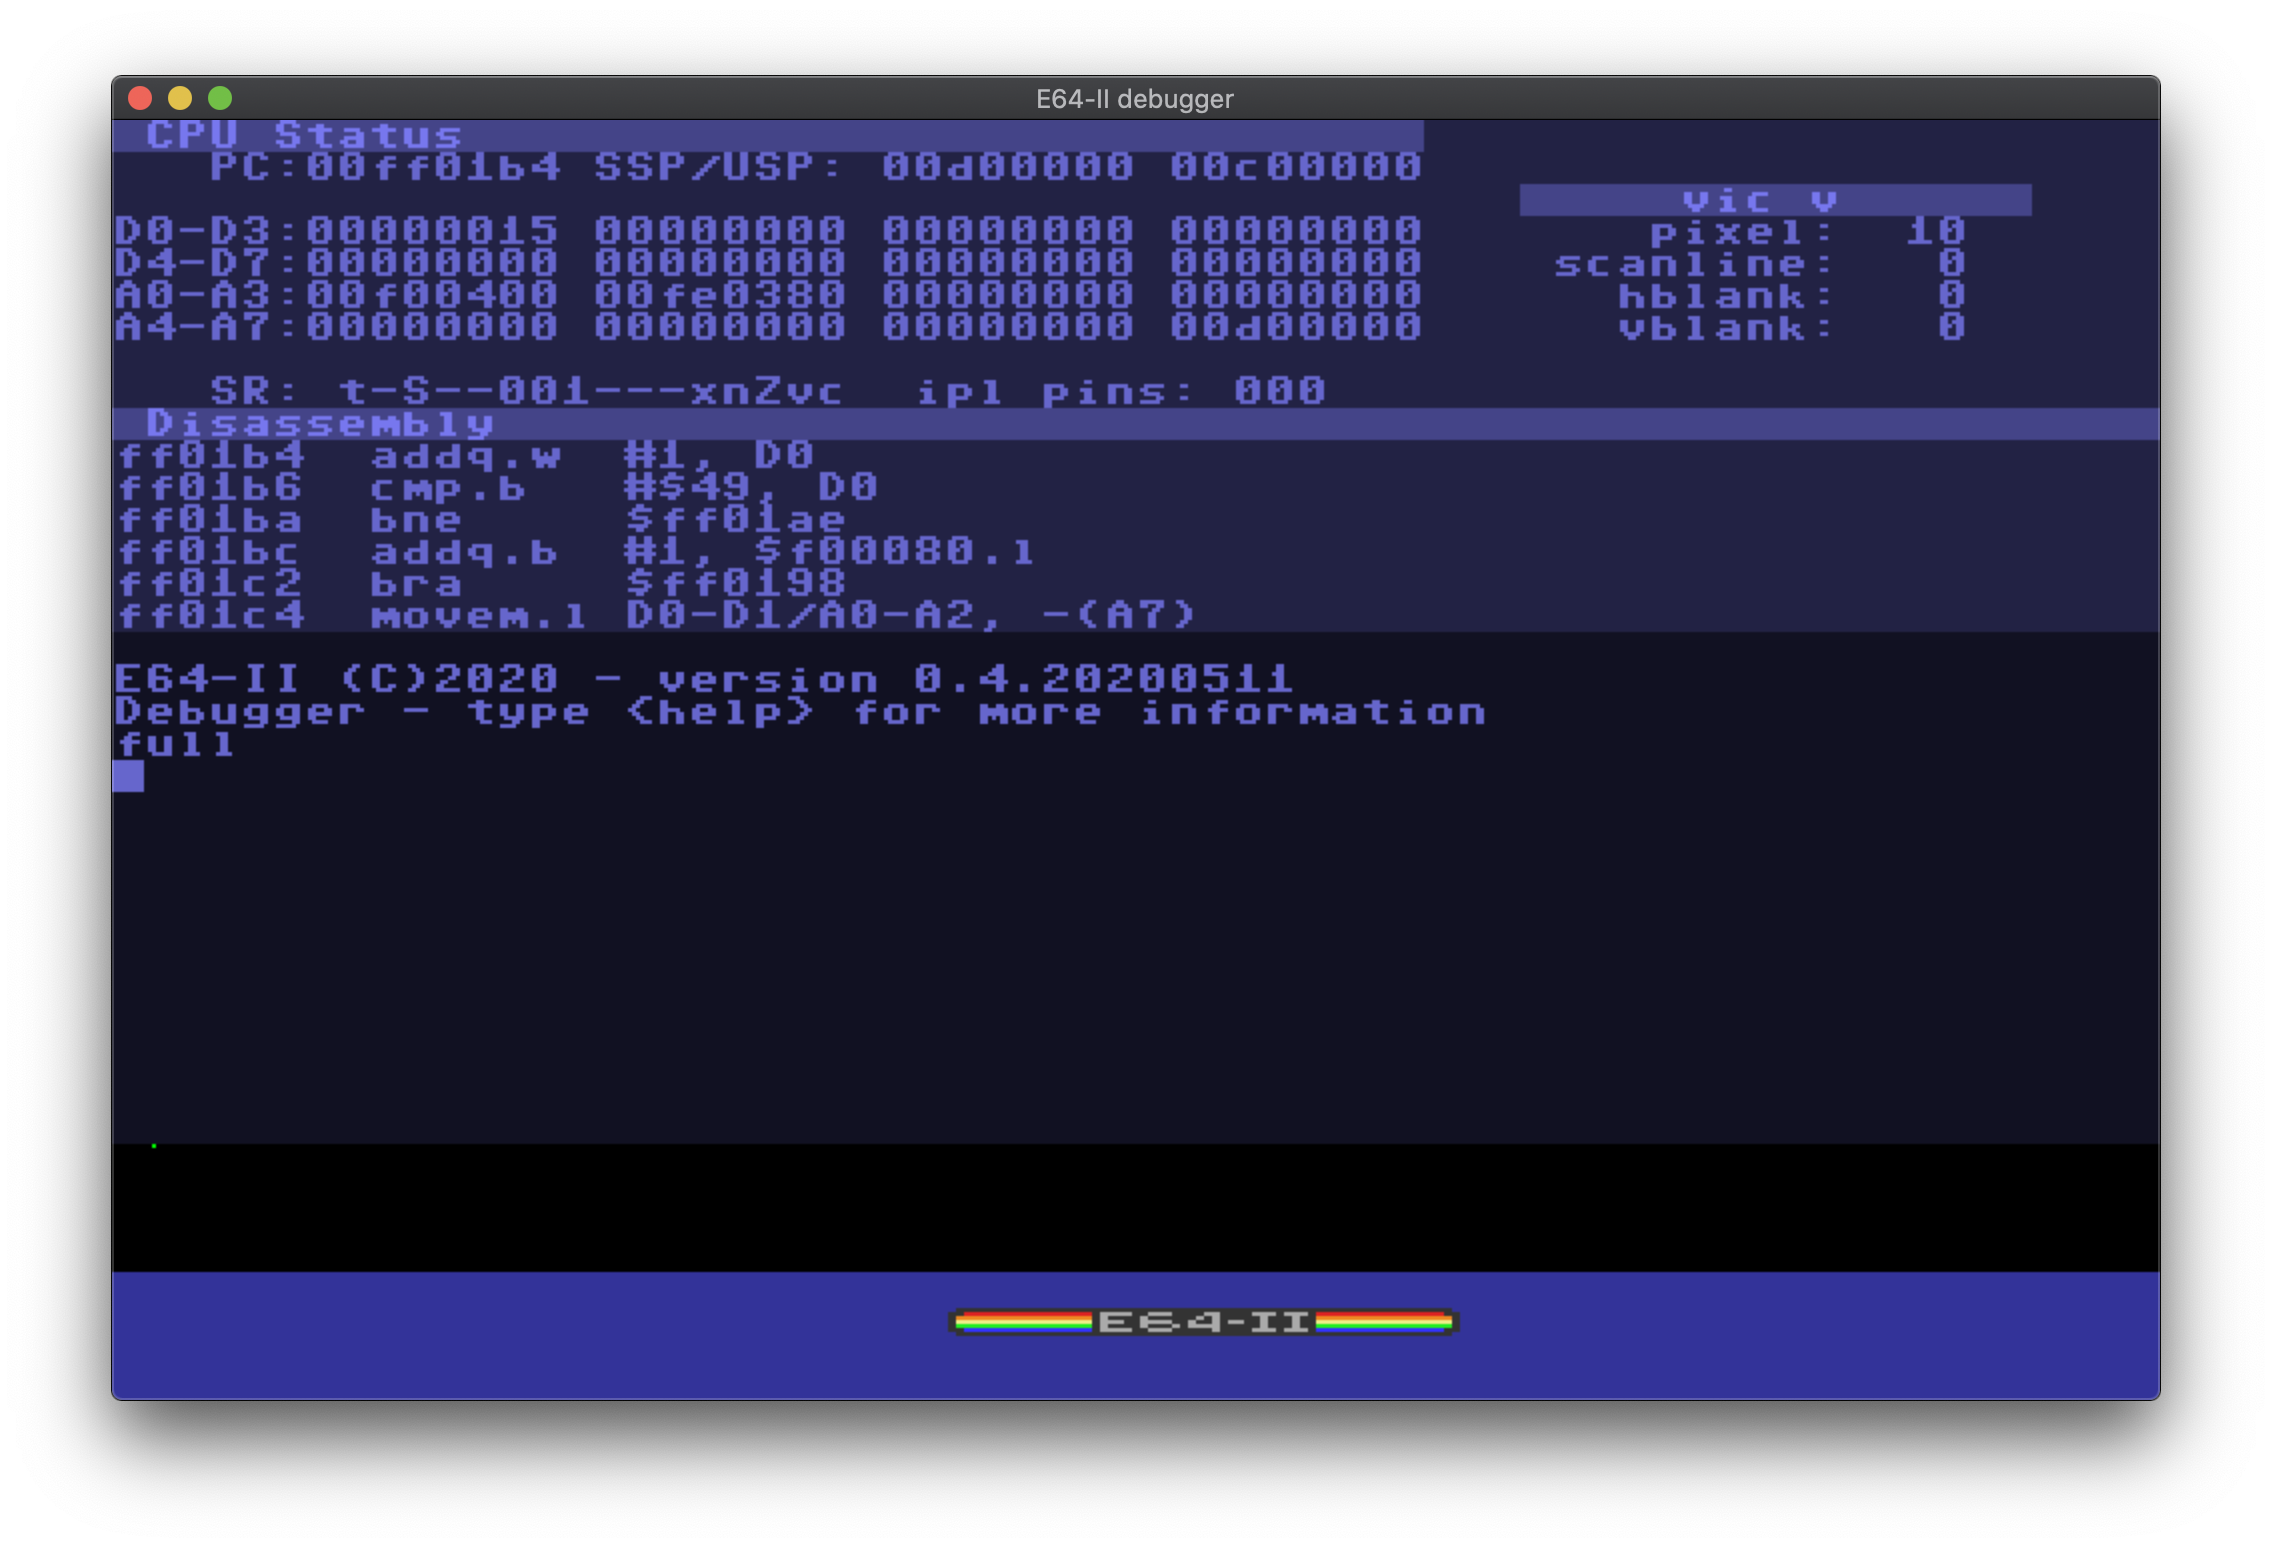 E64-II debugger
CPU Status
PC:00ff01b4 SSP/USP: 00d00000 00c00000
vic v
D0-D3:00000015 00000000 00000000 00000000 pixel: 10
D4-D7:00000000 00000000 00000000 00000000 scanline: 0
A0-A3:00f00400 00fe0380 00000000 00000000 hblank: 0
A4-A7:00000000 00000000 00000000 00d00000 vblank: 0
SR: t-S--001---xnZvc ipl pins: 000
Disassembly
ff01b4 addq.w #1, D0
ff01b6 cmp.b #$49, D0
ff01ba bne $ff01ae
ff01bc addq.b #1, $f00080.l
ff01c2 bra $ff0198
ff01c4 movem.l D0-D1/A0-A2, -(A7)
E64-II (C)2020 - version 0.4.20200511
Debugger - type <help> for more information
full
E64-II